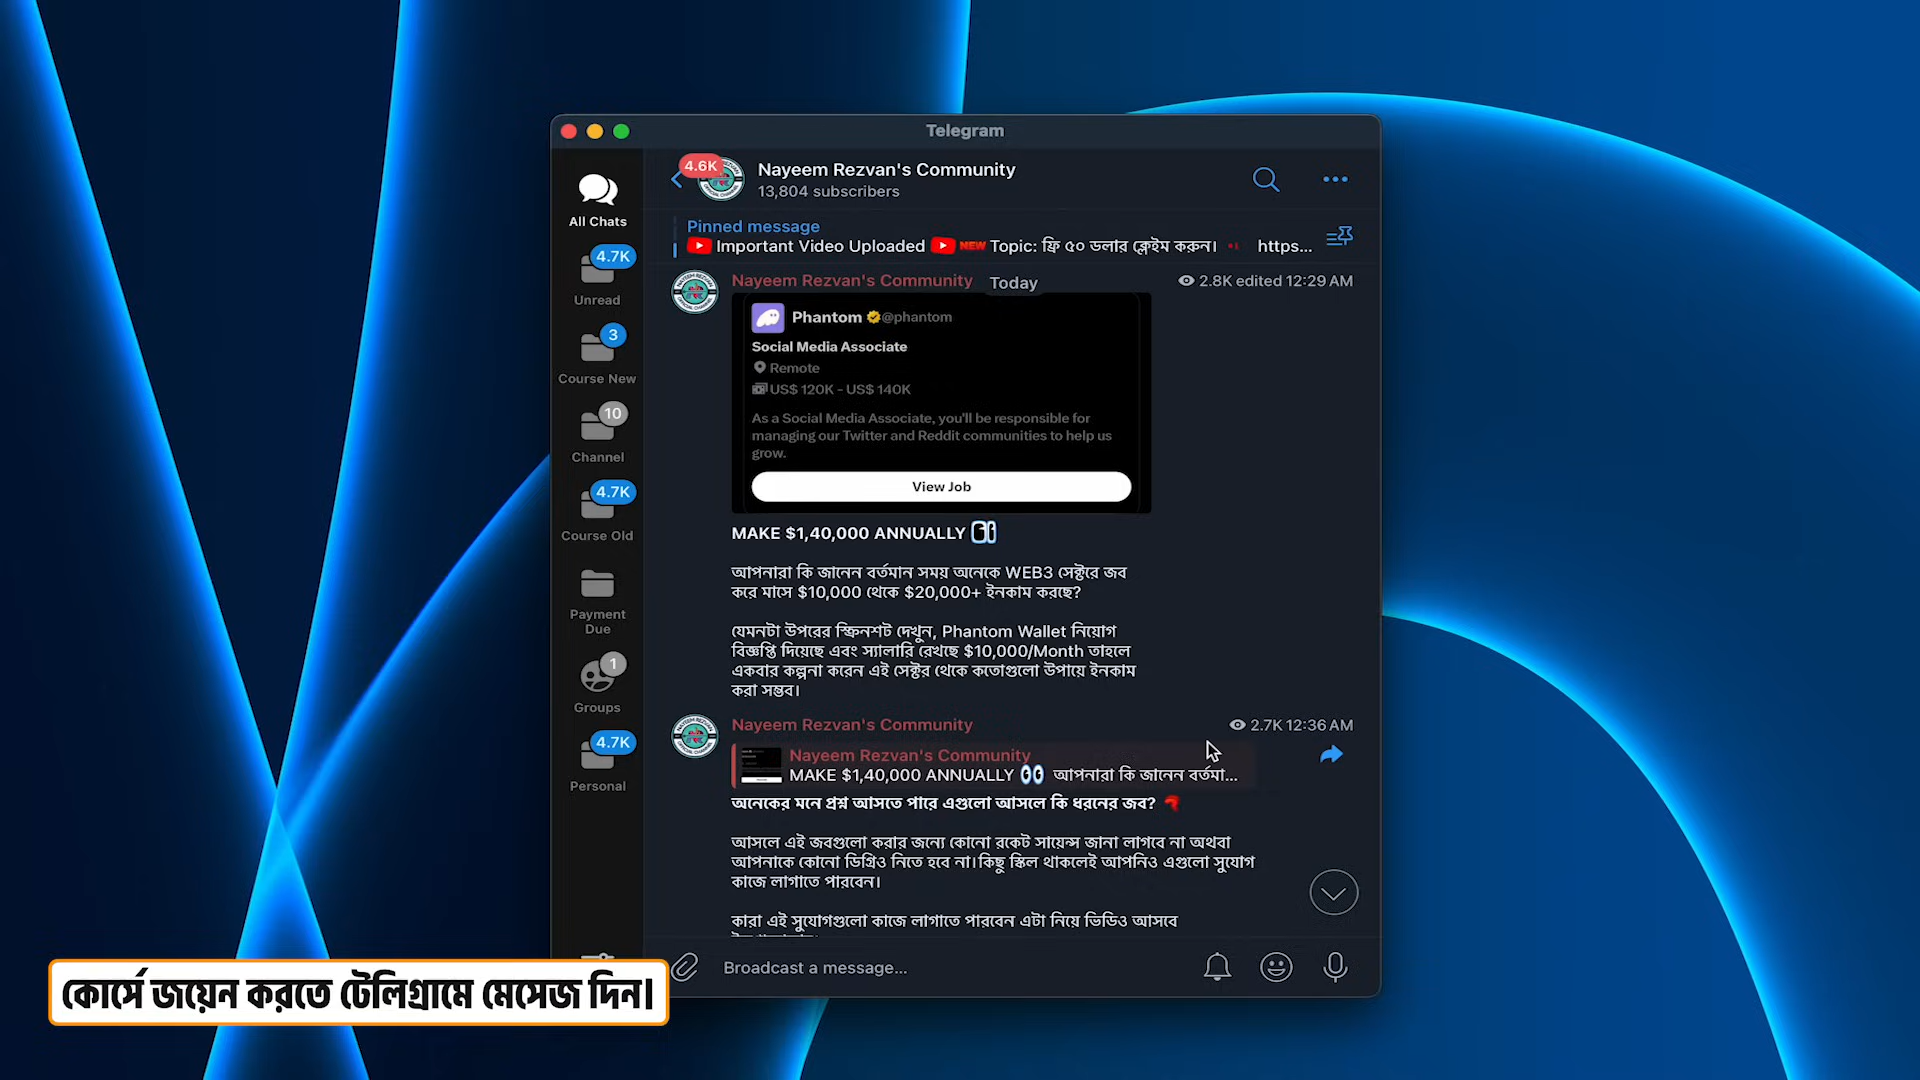 Telegram
4.6K
Nayeem Rezvan's Community
13,804 subscribers
All Chats
4.7K
Unread
3
Course New
10
Channel
4.7K
Course Old
Payment
Due
1
Groups
4.7K
Personal
Pinned message
Important Video Uploaded NEW Topic: ফ্রি ৫০ ডলার ক্লেইম করুন। https...
Nayeem Rezvan's Community
Today
2.8K edited 12:29 AM
Phantom @phantom
Social Media Associate
Remote
US$ 120K - US$ 140K
As a Social Media Associate, you'll be responsible for
managing our Twitter and Reddit communities to help us
grow.
View Job
MAKE $1,40,000 ANNUALLY 👀
আপনারা কি জানেন বর্তমান সময় অনেকে WEB3 সেক্টরে জব
করে মাসে $10,000 থেকে $20,000+ ইনকাম করছে?
যেমনটা উপরের স্ক্রিনশট দেখুন, Phantom Wallet নিয়োগ
বিজ্ঞপ্তি দিয়েছে এবং স্যালারি রেখছে $10,000/Month তাহলে
একবার কল্পনা করেন এই সেক্টর থেকে কতোগুলো উপায়ে ইনকাম
করা সম্ভব।
Nayeem Rezvan's Community
2.7K 12:36 AM
Nayeem Rezvan's Community
MAKE $1,40,000 ANNUALLY 👀 আপনারা কি জানেন বর্তমা...
অনেকের মনে প্রশ্ন আসতে পারে এগুলো আসলে কি ধরনের জব?
আসলে এই জবগুলো করার জন্যে কোনো রকেট সায়েন্স জানা লাগবে না অথবা
আপনাকে কোনো ডিগ্রিও নিতে হবে না।কিছু স্কিল থাকলেই আপনিও এগুলো সুযোগ
কাজে লাগাতে পারবেন।
কারা এই সুযোগগুলো কাজে লাগাতে পারবেন এটা নিয়ে ভিডিও আসবে
Broadcast a message...
কোর্সে জয়েন করতে টেলিগ্রামে মেসেজ দিন।